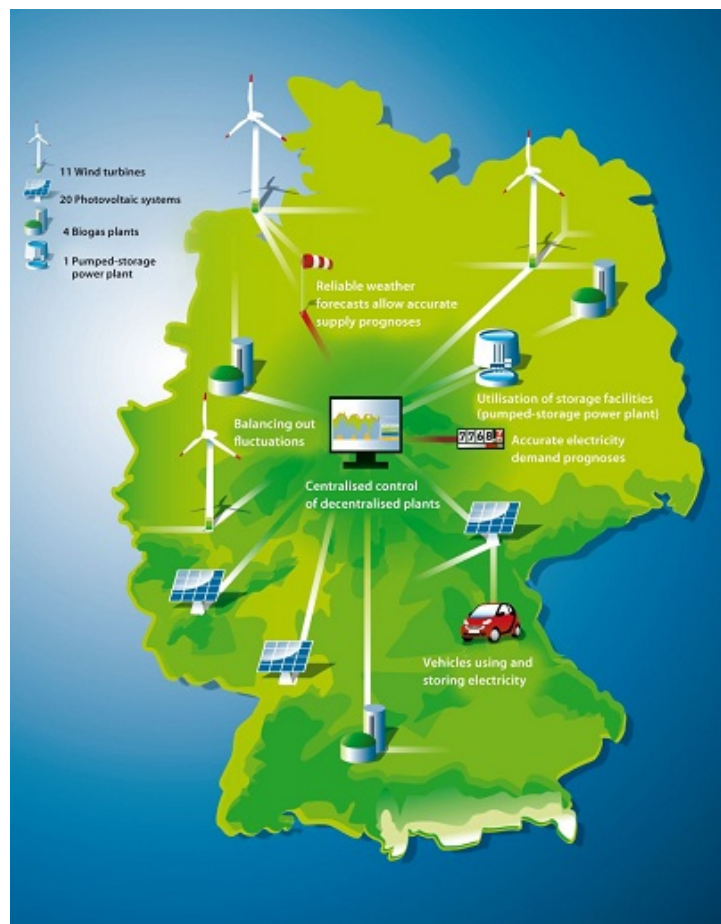 11 Wind turbines
20 Photovoltaic systems
4 Biogas plants
1 Pumped-storage
power plant
Reliable weather
forecasts allow accurate
supply prognoses
Utilisation of storage facilities
(pumped-storage power plant)
Balancing out
fluctuations
Accurate electricity
demand prognoses
Centralised control
of decentralised plants
Vehicles using and
storing electricity